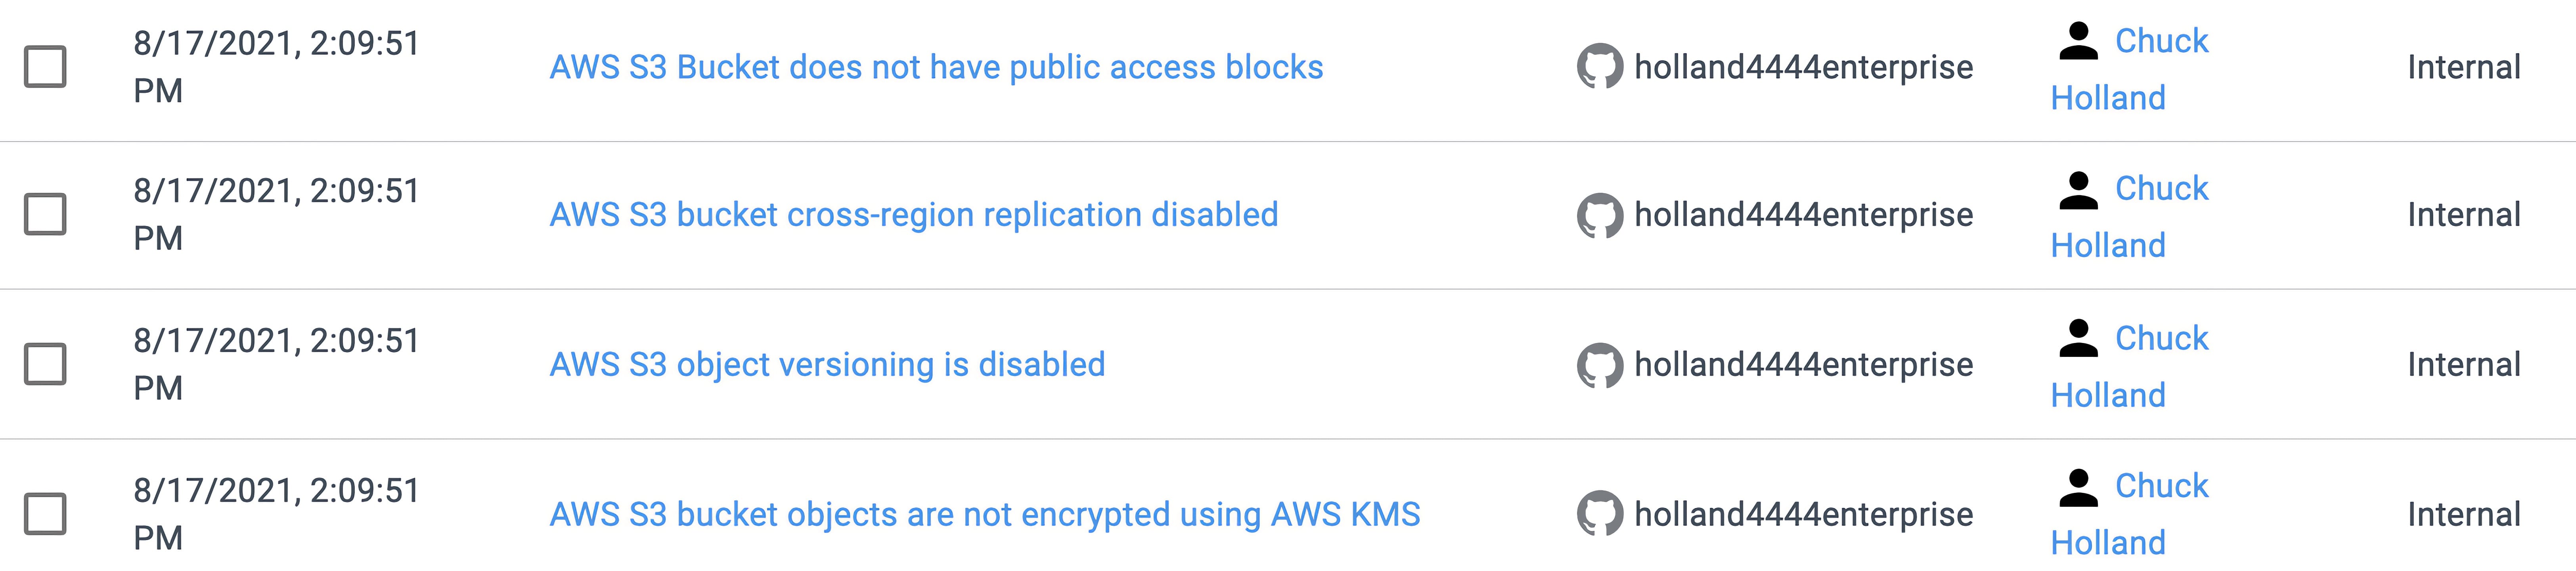 8/17/2021, 2:09:51 PM AWS S3 Bucket does not have public access blocks holland4444enterprise Chuck Holland Internal
8/17/2021, 2:09:51 PM AWS S3 bucket cross-region replication disabled holland4444enterprise Chuck Holland Internal
8/17/2021, 2:09:51 PM AWS S3 object versioning is disabled holland4444enterprise Chuck Holland Internal
8/17/2021, 2:09:51 PM AWS S3 bucket objects are not encrypted using AWS KMS holland4444enterprise Chuck Holland Internal